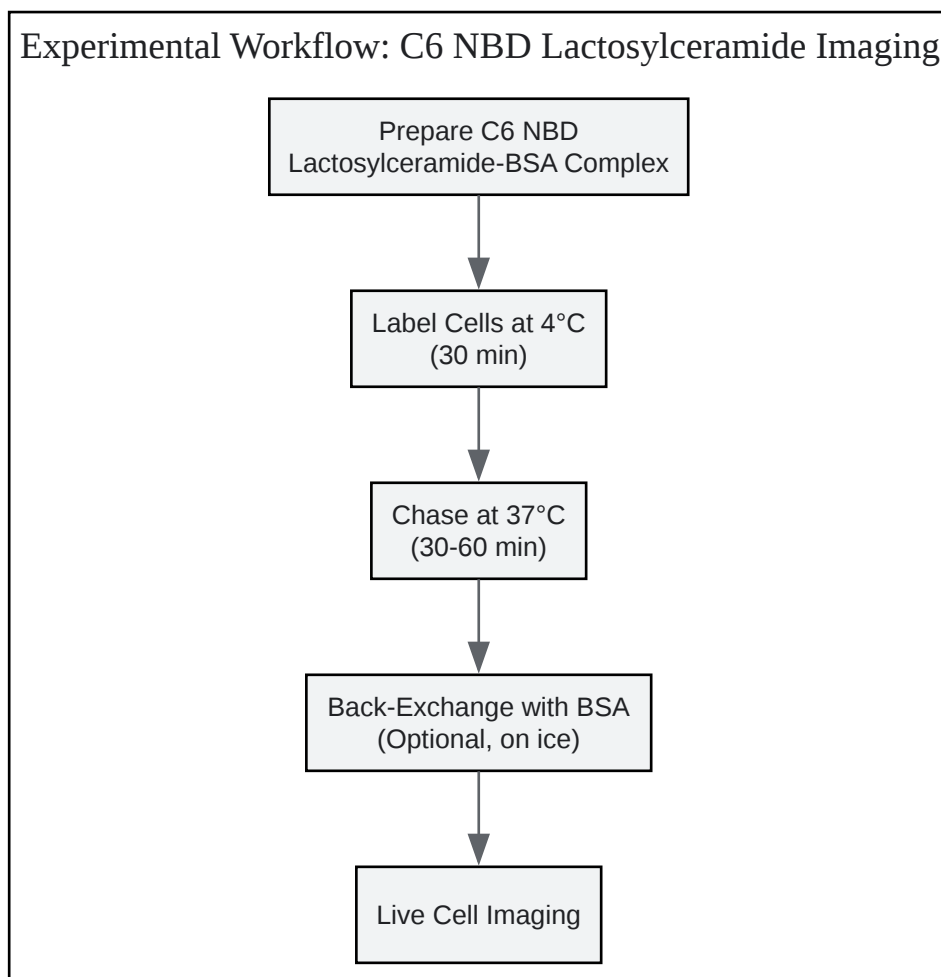 Experimental Workflow: C6 NBD Lactosylceramide Imaging
Prepare C6 NBD
Lactosylceramide-BSA Complex
Label Cells at 4°C
(30 min)
Chase at 37°C
(30-60 min)
Back-Exchange with BSA
(Optional, on ice)
Live Cell Imaging